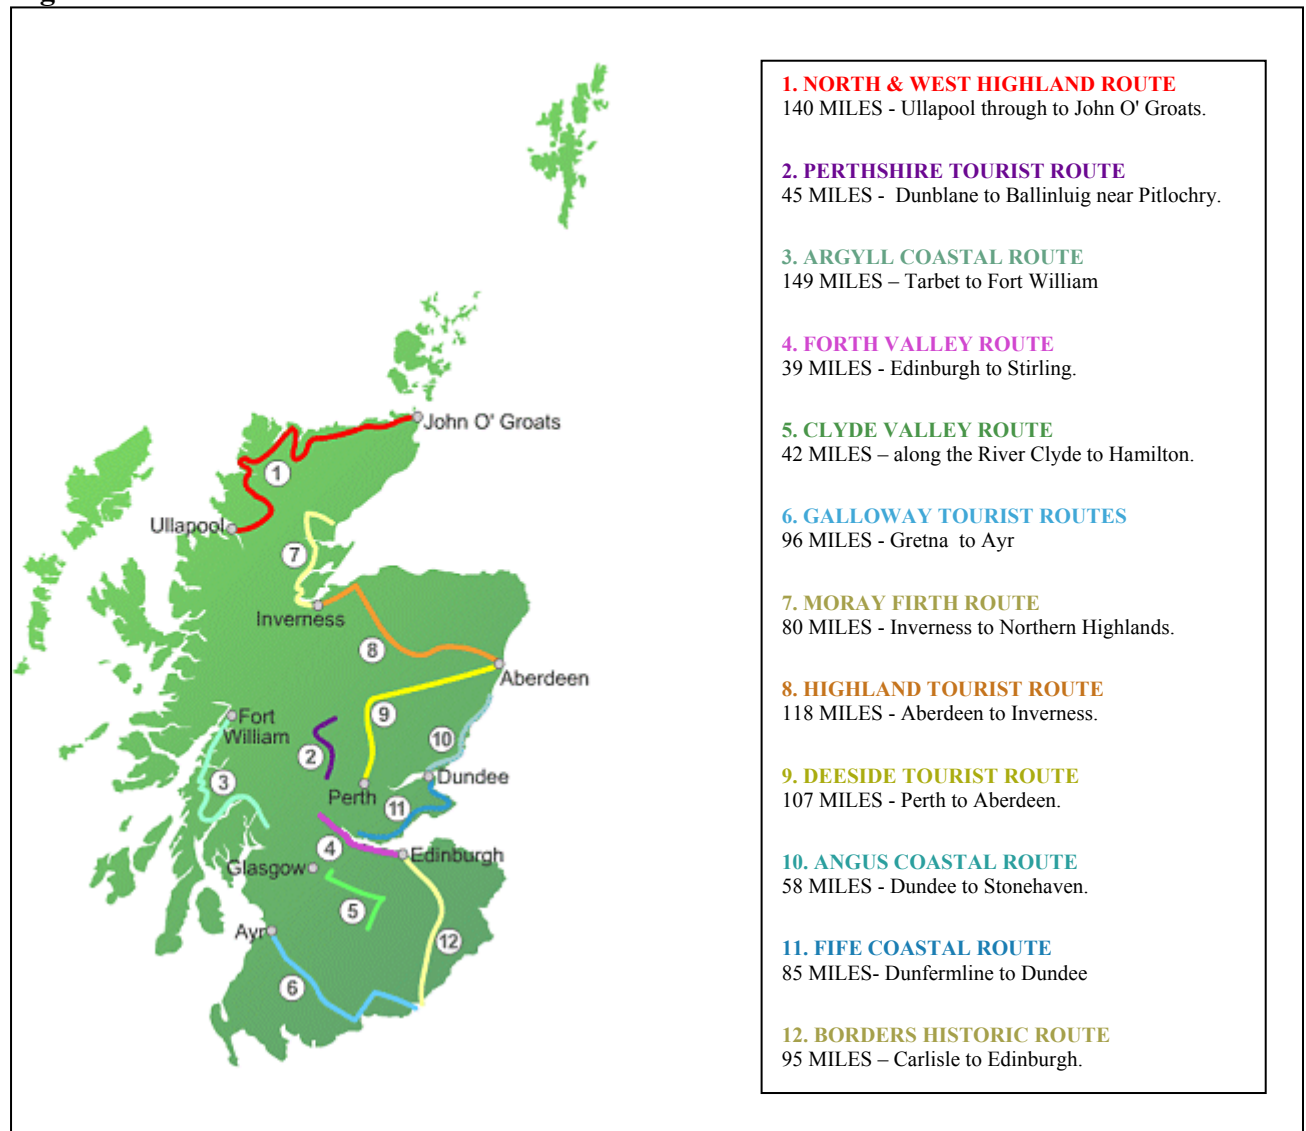 John O' Groats
1
Ullapool
7
Inverness
8
Aberdeen
Fort
William
9
10
2
3
Dundee
Perth
11
4
Edinburgh
Glasgow
5
Ayr
12
6
1. NORTH & WEST HIGHLAND ROUTE
140 MILES - Ullapool through to John O' Groats.
2. PERTHSHIRE TOURIST ROUTE
45 MILES - Dunblane to Ballinluig near Pitlochry.
3. ARGYLL COASTAL ROUTE
149 MILES – Tarbet to Fort William
4. FORTH VALLEY ROUTE
39 MILES - Edinburgh to Stirling.
5. CLYDE VALLEY ROUTE
42 MILES – along the River Clyde to Hamilton.
6. GALLOWAY TOURIST ROUTES
96 MILES - Gretna to Ayr
7. MORAY FIRTH ROUTE
80 MILES - Inverness to Northern Highlands.
8. HIGHLAND TOURIST ROUTE
118 MILES - Aberdeen to Inverness.
9. DEESIDE TOURIST ROUTE
107 MILES - Perth to Aberdeen.
10. ANGUS COASTAL ROUTE
58 MILES - Dundee to Stonehaven.
11. FIFE COASTAL ROUTE
85 MILES- Dunfermline to Dundee
12. BORDERS HISTORIC ROUTE
95 MILES – Carlisle to Edinburgh.